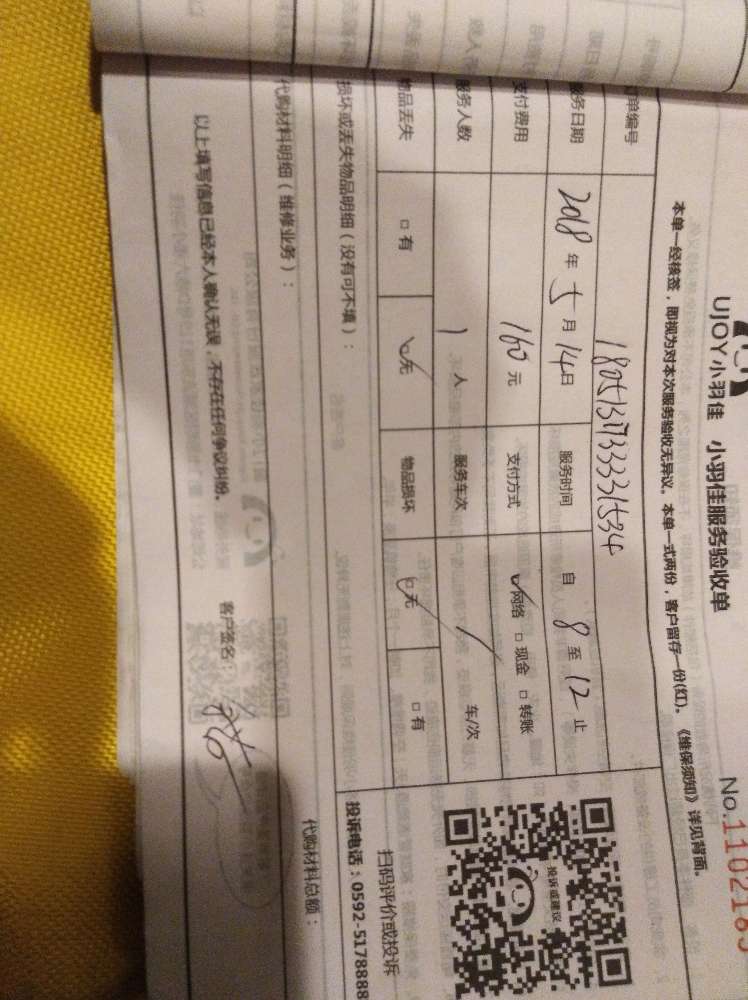 UJOY小羽佳 小羽佳服务验收单
No.1102185
本单一经核签，即视为对本次服务验收无异议。本单一式两份，客户留存一份(红)。《维保须知》详见背面。
单编号
务日期 2018 年 5 月 14 日 服务时间 自 8 至 12 止
支付费用 160 元 支付方式 网络 □ 现金 □ 转账
服务人数 1 人 服务车次 / 车/次
物品丢失 □ 有 □ 无 物品损坏 □ 无 □ 有
投诉或建议
扫码评价或投诉
投诉电话：0592-5178888
损坏或丢失物品明细（没有可不填）：
代购材料明细（维修业务）：
代购材料总额：
以上填写信息已经本人确认无误，不存在任何争议纠纷。 客户签名：